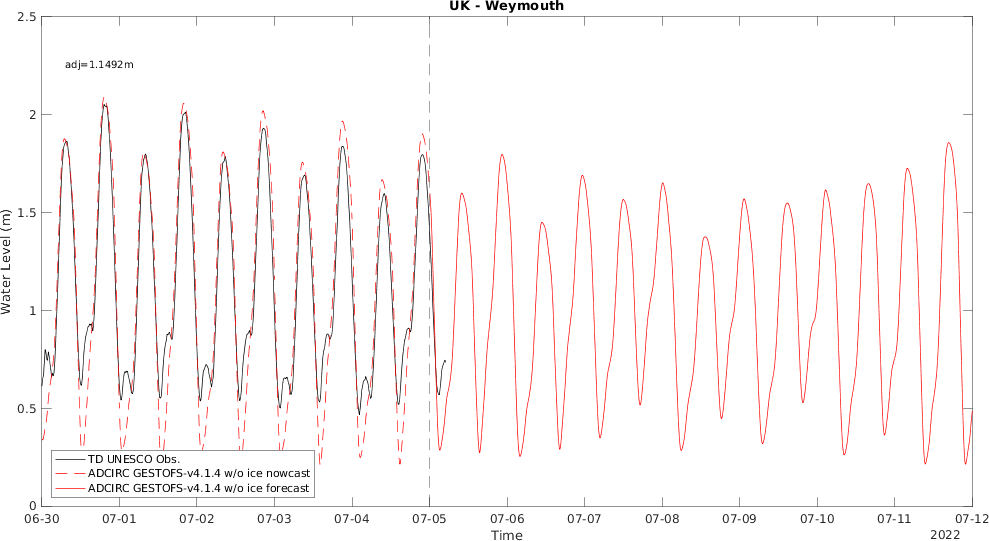 UK - Weymouth
2.5
adj=1.1492m
2
1.5
Water Level (m)
1
0.5
TD UNESCO Obs.
ADCIRC GESTOFS-v4.1.4 w/o ice nowcast
ADCIRC GESTOFS-v4.1.4 w/o ice forecast
0
06-30 07-01 07-02 07-03 07-04 07-05 07-06 07-07 07-08 07-09 07-10 07-11 07-12
Time
2022